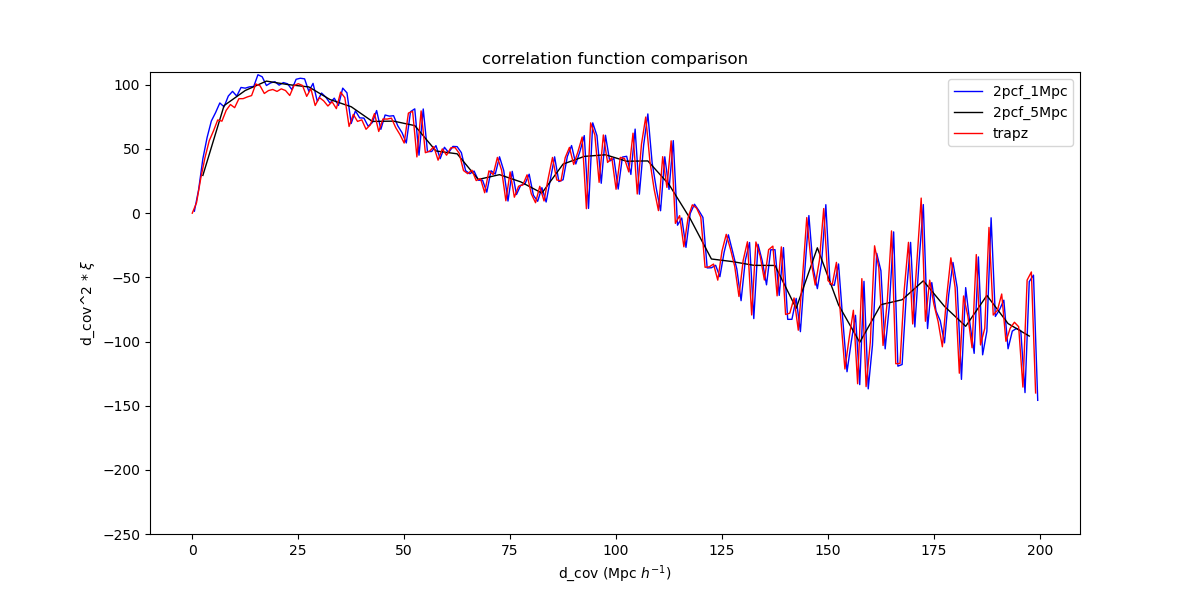 correlation function comparison
2pcf_1Mpc
2pcf_5Mpc
trapz
d_cov^2 * ξ
100
50
0
−50
−100
−150
−200
−250
0 25 50 75 100 125 150 175 200
d_cov (Mpc h⁻¹)